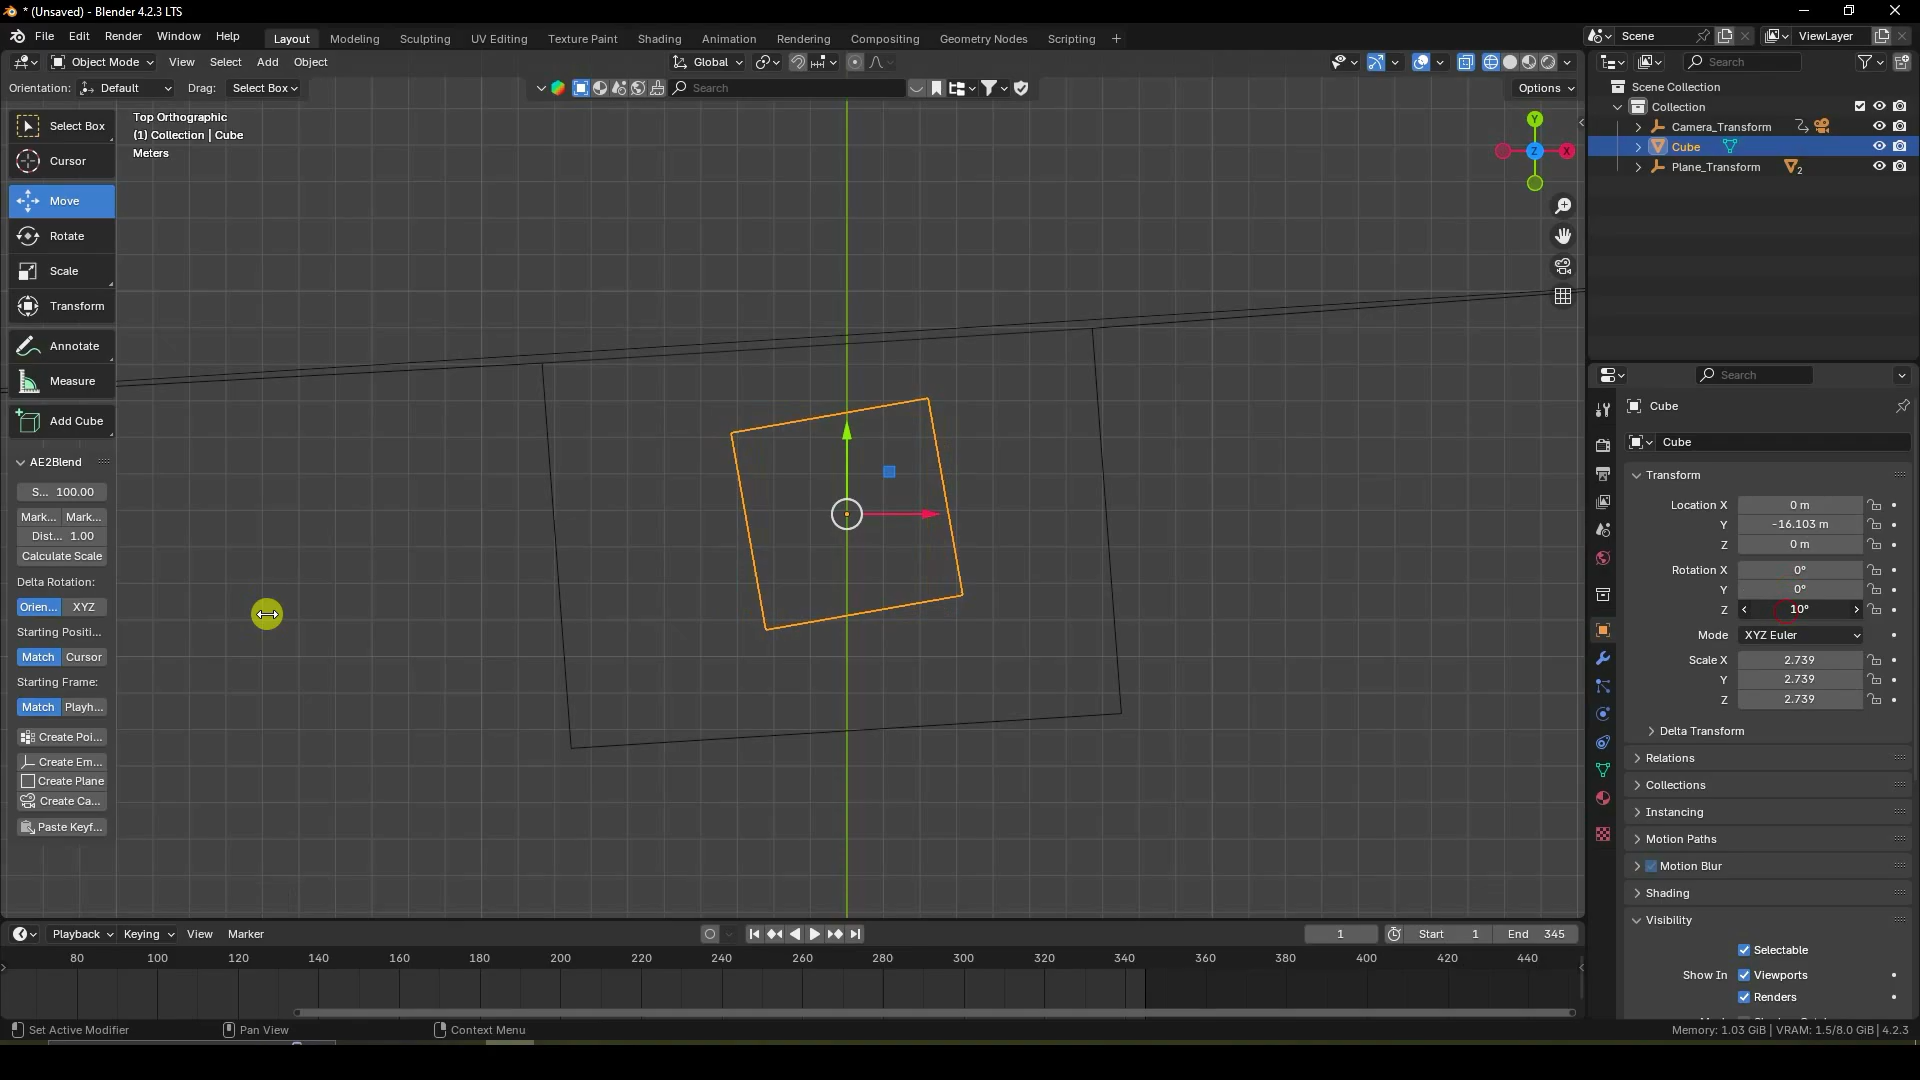 * (Unsaved) - Blender 4.2.3 LTS
File Edit Render Window Help
Layout Modeling Sculpting UV Editing Texture Paint Shading Animation Rendering Compositing Geometry Nodes Scripting +
Scene ViewLayer
Object Mode View Select Add Object Global
Search
Orientation: Default Drag: Select Box Search Options
Scene Collection
Collection
Camera_Transform
Cube
Plane_Transform 2
Top Orthographic
(1) Collection | Cube
Meters
Y
Z X
Select Box
Cursor
Move
Rotate
Scale
Transform
Annotate
Measure
Add Cube
AE2Blend
S... 100.00
Mark... Mark...
Dist... 1.00
Calculate Scale
Delta Rotation:
Orien... XYZ
Starting Positi...
Match Cursor
Starting Frame:
Match Playh...
Create Poi...
Create Em...
Create Plane
Create Ca...
Paste Keyf...
Search
Cube
Cube
Transform
Location X 0 m
Y -16.103 m
Z 0 m
Rotation X 0°
Y 0°
Z 10°
Mode XYZ Euler
Scale X 2.739
Y 2.739
Z 2.739
Delta Transform
Relations
Collections
Instancing
Motion Paths
Motion Blur
Shading
Visibility
Selectable
Show In Viewports
Renders
Playback Keying View Marker 1 Start 1 End 345
80 100 120 140 160 180 200 220 240 260 280 300 320 340 360 380 400 420 440
Set Active Modifier Pan View Context Menu Memory: 1.03 GiB | VRAM: 1.5/8.0 GiB | 4.2.3